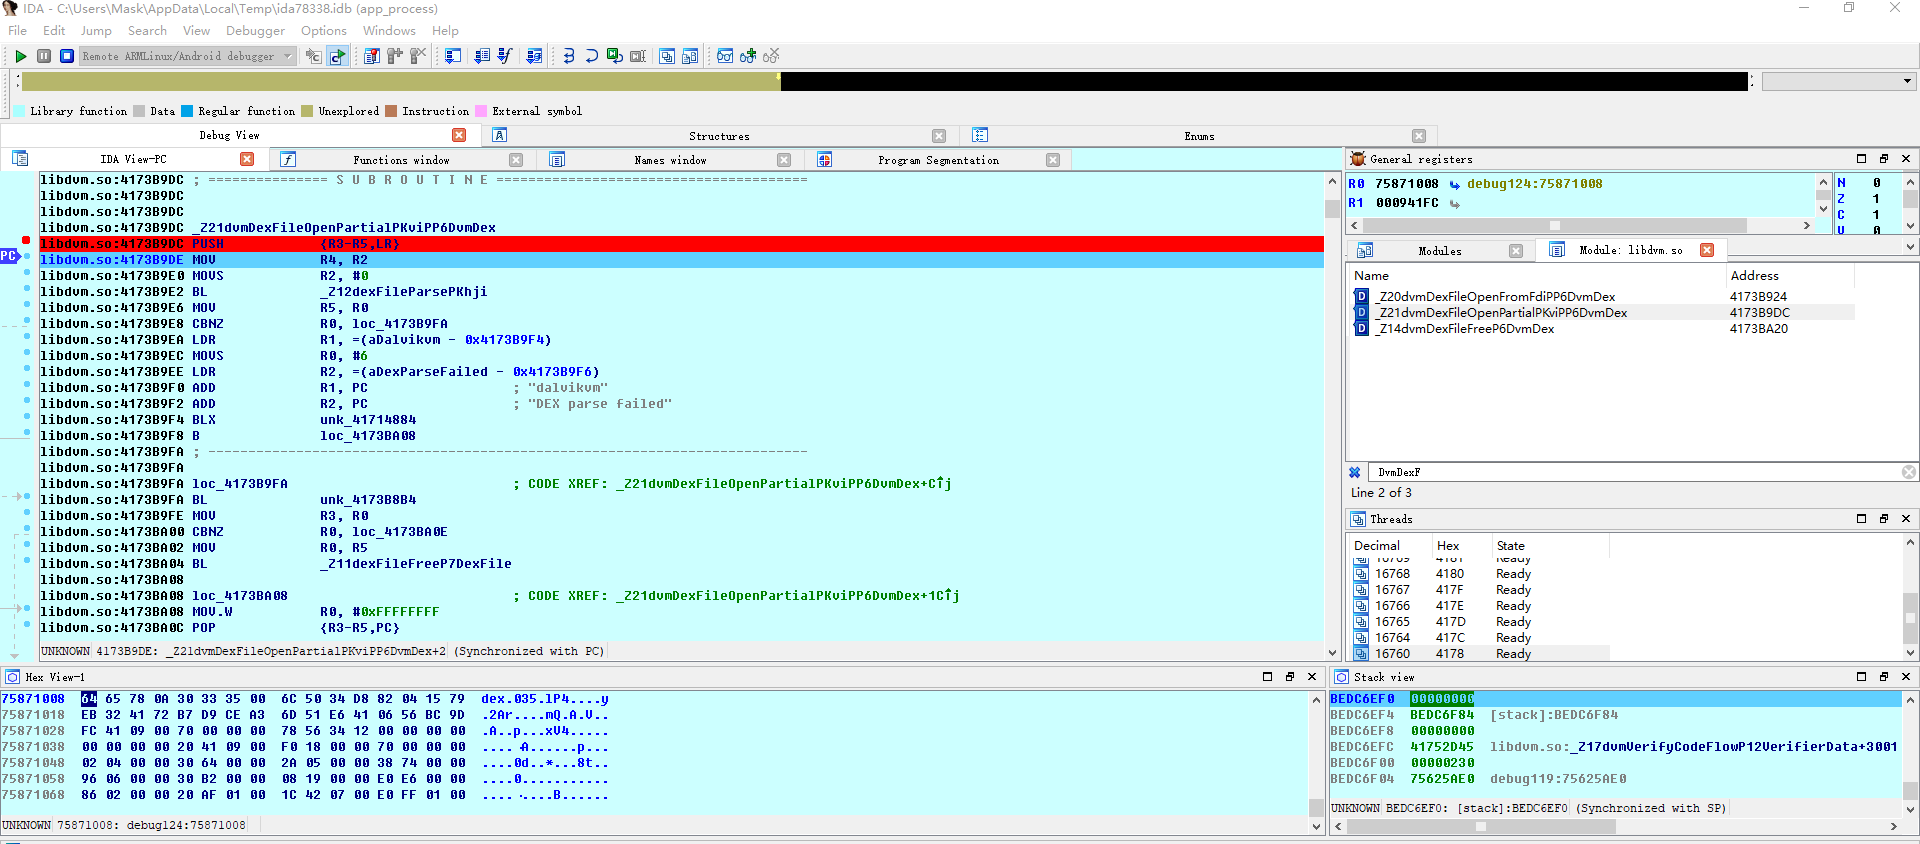 IDA - C:\Users\Mask\AppData\Local\Temp\ida78338.idb (app_process)
File Edit Jump Search View Debugger Options Windows Help
Remote ARMLinux/Android debugger
Library function Data Regular function Unexplored Instruction External symbol
Debug View Structures Enums
IDA View-PC Functions window Names window Program Segmentation
libdvm.so:4173B9DC ; =============== S U B R O U T I N E =======================================
libdvm.so:4173B9DC
libdvm.so:4173B9DC
libdvm.so:4173B9DC _Z21dvmDexFileOpenPartialPKviPP6DvmDex
libdvm.so:4173B9DC PUSH {R3-R5,LR}
PC
libdvm.so:4173B9DE MOV R4, R2
libdvm.so:4173B9E0 MOVS R2, #0
libdvm.so:4173B9E2 BL _Z12dexFileParsePKhji
libdvm.so:4173B9E6 MOV R5, R0
libdvm.so:4173B9E8 CBNZ R0, loc_4173B9FA
libdvm.so:4173B9EA LDR R1, =(aDalvikvm - 0x4173B9F4)
libdvm.so:4173B9EC MOVS R0, #6
libdvm.so:4173B9EE LDR R2, =(aDexParseFailed - 0x4173B9F6)
libdvm.so:4173B9F0 ADD R1, PC ; "dalvikvm"
libdvm.so:4173B9F2 ADD R2, PC ; "DEX parse failed"
libdvm.so:4173B9F4 BLX unk_41714884
libdvm.so:4173B9F8 B loc_4173BA08
libdvm.so:4173B9FA ; ---------------------------------------------------------------------------
libdvm.so:4173B9FA
libdvm.so:4173B9FA loc_4173B9FA ; CODE XREF: _Z21dvmDexFileOpenPartialPKviPP6DvmDex+C↑j
libdvm.so:4173B9FA BL unk_4173B8B4
libdvm.so:4173B9FE MOV R3, R0
libdvm.so:4173BA00 CBNZ R0, loc_4173BA0E
libdvm.so:4173BA02 MOV R0, R5
libdvm.so:4173BA04 BL _Z11dexFileFreeP7DexFile
libdvm.so:4173BA08
libdvm.so:4173BA08 loc_4173BA08 ; CODE XREF: _Z21dvmDexFileOpenPartialPKviPP6DvmDex+1C↑j
libdvm.so:4173BA08 MOV.W R0, #0xFFFFFFFF
libdvm.so:4173BA0C POP {R3-R5,PC}
UNKNOWN 4173B9DE: _Z21dvmDexFileOpenPartialPKviPP6DvmDex+2 (Synchronized with PC)
General registers
R0 75871008 debug124:75871008
R1 000941FC
N 0
Z 1
C 1
U 0
Modules Module: libdvm.so
Name Address
_Z20dvmDexFileOpenFromFdiPP6DvmDex 4173B924
_Z21dvmDexFileOpenPartialPKviPP6DvmDex 4173B9DC
_Z14dvmDexFileFreeP6DvmDex 4173BA20
DvmDexF
Line 2 of 3
Threads
Decimal Hex State
16769 4181 Ready
16768 4180 Ready
16767 417F Ready
16766 417E Ready
16765 417D Ready
16764 417C Ready
16760 4178 Ready
Hex View-1
75871008 64 65 78 0A 30 33 35 00 6C 50 34 D8 82 04 15 79 dex.035.lP4....y
75871018 EB 32 41 72 B7 D9 CE A3 6D 51 E6 41 06 56 BC 9D .2Ar....mQ.A.V..
75871028 FC 41 09 00 70 00 00 00 78 56 34 12 00 00 00 00 .A..p...xV4.....
75871038 00 00 00 00 20 41 09 00 F0 18 00 00 70 00 00 00 .... A......p...
75871048 02 04 00 00 30 64 00 00 2A 05 00 00 38 74 00 00 ....0d..*...8t..
75871058 96 06 00 00 30 B2 00 00 08 19 00 00 E0 E6 00 00 ....0...........
75871068 86 02 00 00 20 AF 01 00 1C 42 07 00 E0 FF 01 00 .... ....B......
UNKNOWN 75871008: debug124:75871008
Stack view
BEDC6EF0 00000000
BEDC6EF4 BEDC6F84 [stack]:BEDC6F84
BEDC6EF8 00000000
BEDC6EFC 41752D45 libdvm.so:_Z17dvmVerifyCodeFlowP12VerifierData+3001
BEDC6F00 00000230
BEDC6F04 75625AE0 debug119:75625AE0
UNKNOWN BEDC6EF0: [stack]:BEDC6EF0 (Synchronized with SP)